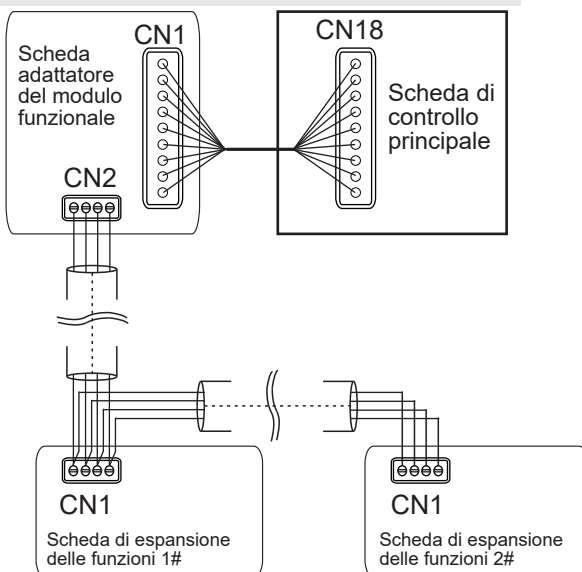 CN1
Scheda
adattatore
del modulo
funzionale
CN2
CN18
Scheda di
controllo
principale
CN1
Scheda di espansione
delle funzioni 1#
CN1
Scheda di espansione
delle funzioni 2#